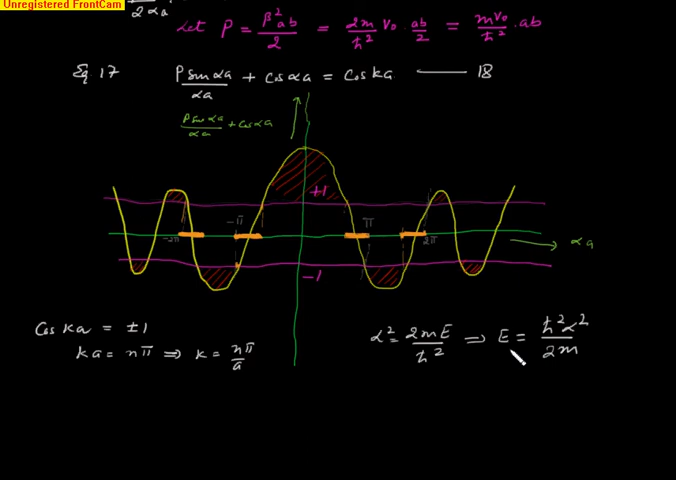 Unregistered FrontCam
2αa
Let P = β²ab/2 = 2m/ħ² V₀ · ab/2 = mV₀/ħ² · ab
Eq 17 P sin αa/αa + Cos αa = Cos ka —— 18
P sin αa/αa + Cos αa
+1
-2π -π π 2π αa
-1
Cos ka = ±1 α² = 2mE/ħ² ⇒ E = ħ²α²/2m
ka = nπ ⇒ k = nπ/a